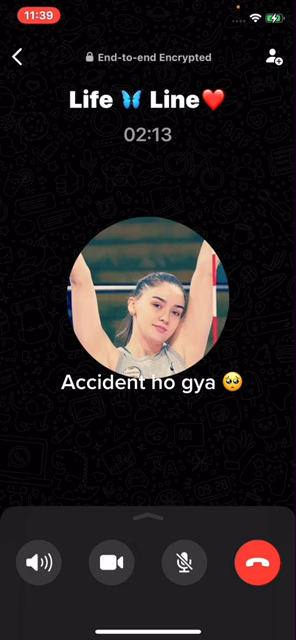 11:39
End-to-end Encrypted
Life 🦋 Line❤️
02:13
Accident ho gya 🥺